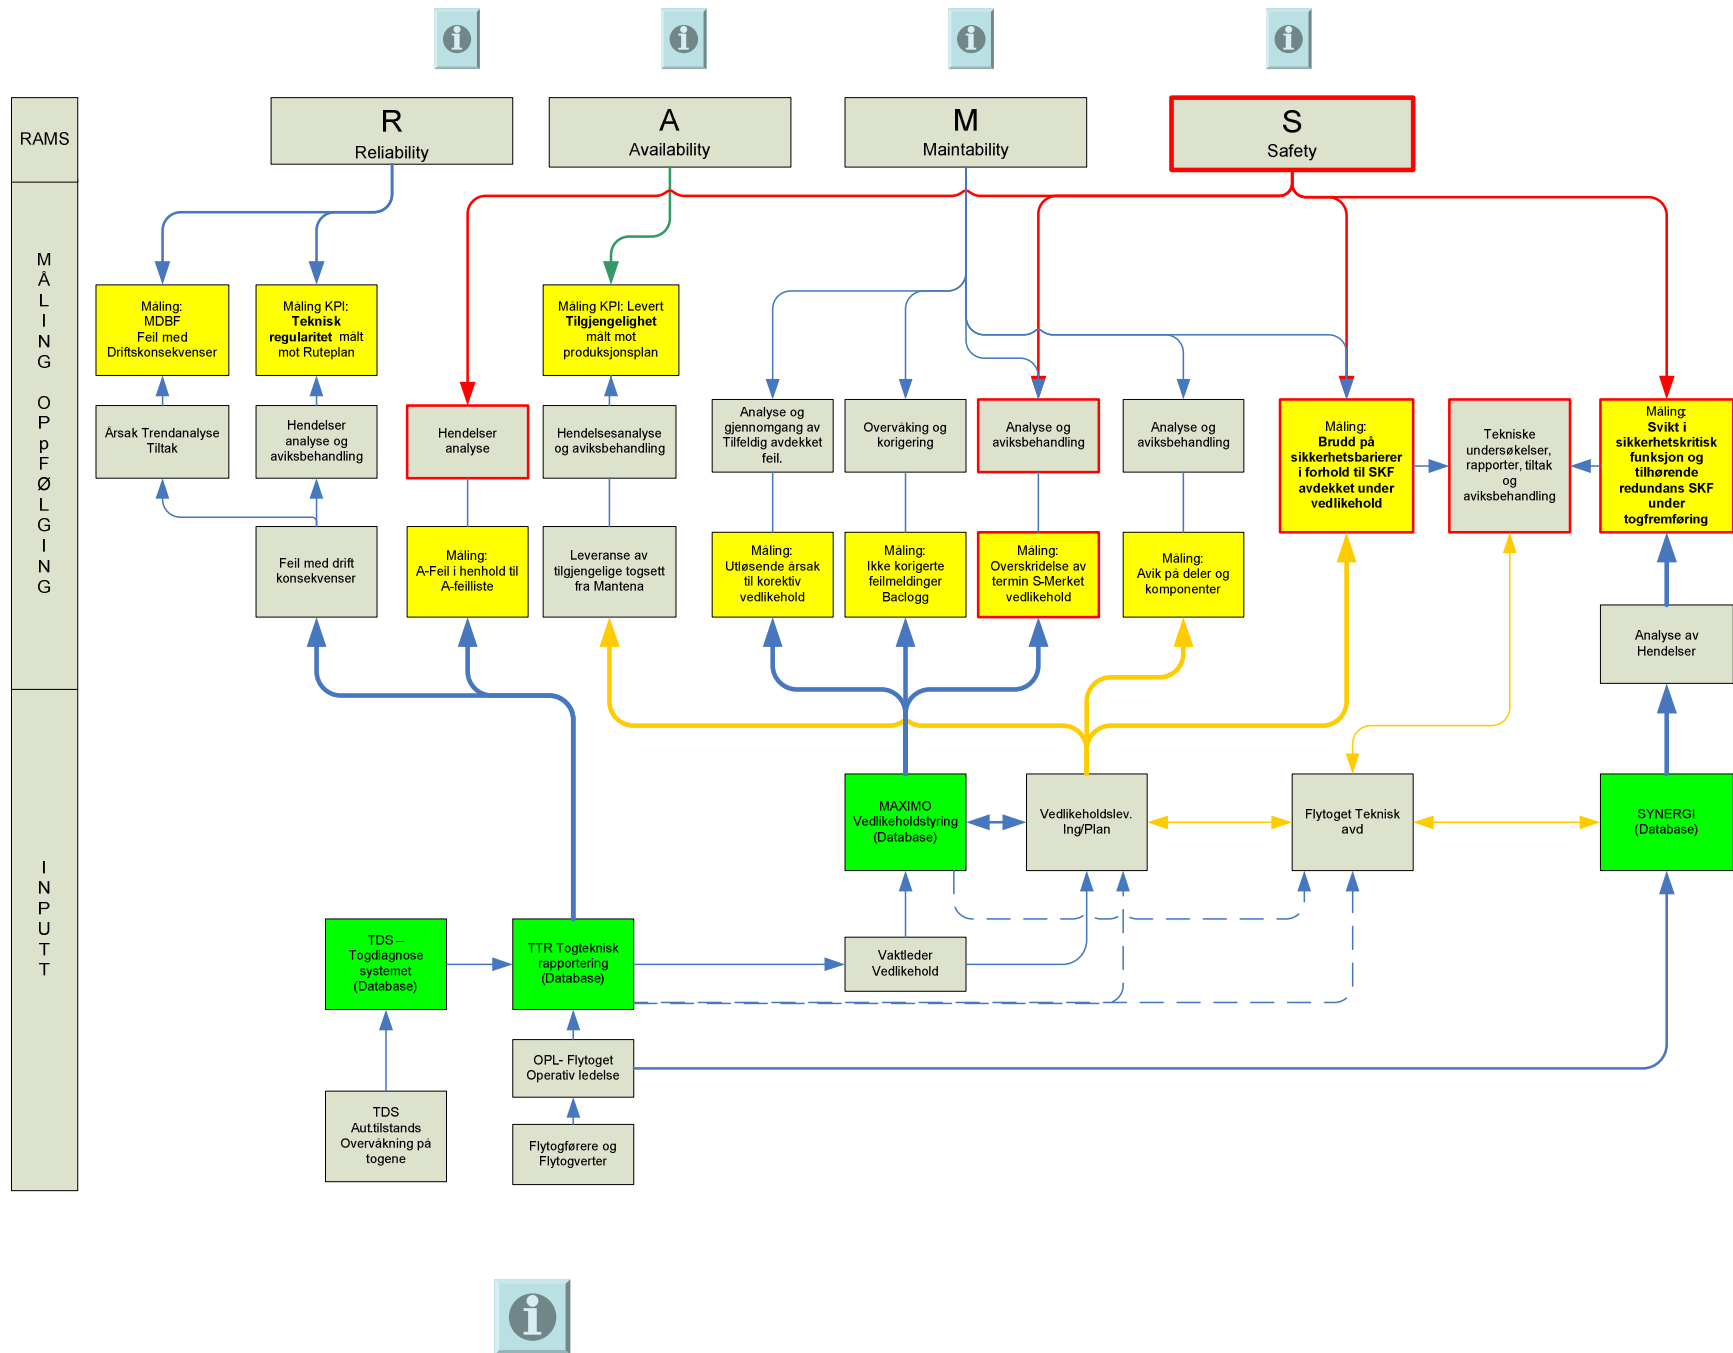 RAMS
R
Reliability
A
Availability
M
Maintability
S
Safety
M
Å
L
I
N
G
O
P
p
F
Ø
L
G
I
N
G
Måling:
MDBF
Feil med
Driftskonsekvenser
Måling KPI:
Teknisk
regularitet målt
mot Ruteplan
Måling KPI: Levert
Tilgjengelighet
målt mot
produksjonsplan
Årsak Trendanalyse
Tiltak
Hendelser
analyse og
aviksbehandling
Hendelser
analyse
Hendelsesanalyse
og aviksbehandling
Analyse og
gjennomgang av
Tilfeldig avdekket
feil.
Overvåking og
korigering
Analyse og
aviksbehandling
Analyse og
aviksbehandling
Måling:
Brudd på
sikkerhetsbarierer
i forhold til SKF
avdekket under
vedlikehold
Tekniske
undersøkelser,
rapporter, tiltak
og
aviksbehandling
Måling:
Svikt i
sikkerhetskritisk
funksjon og
tilhørende
redundans SKF
under
togfremføring
Feil med drift
konsekvenser
Måling:
A-Feil i henhold til
A-feilliste
Leveranse av
tilgjengelige togsett
fra Mantena
Måling:
Utløsende årsak
til korektiv
vedlikehold
Måling:
Ikke korigerte
feilmeldinger
Baclogg
Måling:
Overskridelse av
termin S-Merket
vedlikehold
Måling:
Avik på deler og
komponenter
Analyse av
Hendelser
I
N
P
U
T
T
MAXIMO
Vedlikeholdstyring
(Database)
Vedlikeholdslev.
Ing/Plan
Flytoget Teknisk
avd
SYNERGI
(Database)
TDS –
Togdiagnose
systemet
(Database)
TTR Togteknisk
rapportering
(Database)
Vaktleder
Vedlikehold
OPL- Flytoget
Operativ ledelse
TDS
Aut.tilstands
Overvåkning på
togene
Flytogførere og
Flytogverter